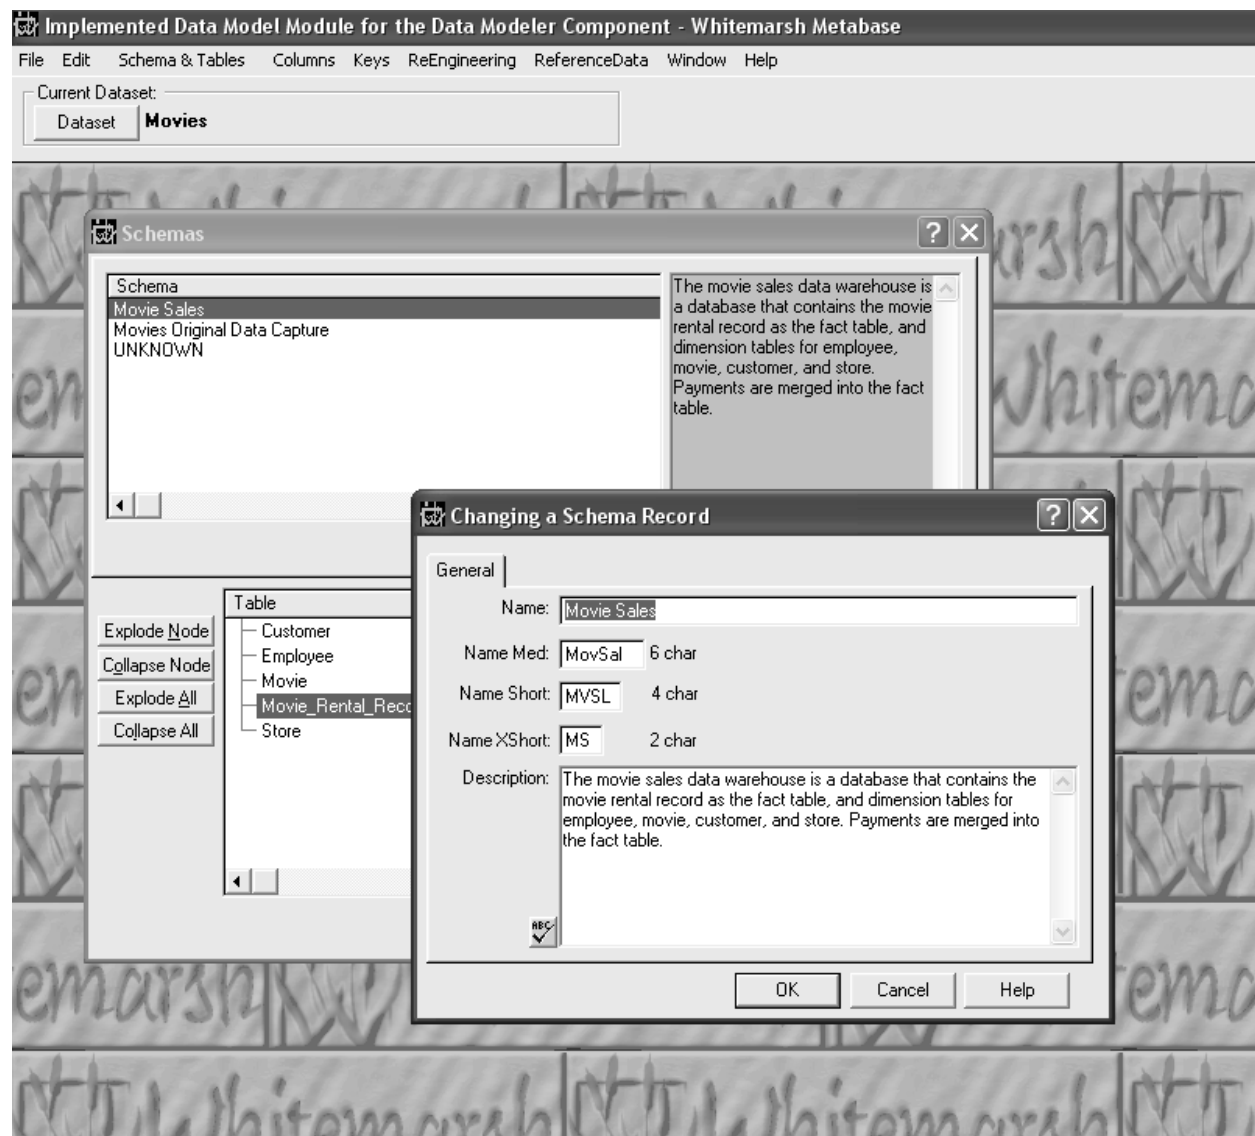 Implemented Data Model Module for the Data Modeler Component - Whitemarsh Metabase
File Edit Schema & Tables Columns Keys ReEngineering ReferenceData Window Help
Current Dataset:
Dataset Movies
Schemas
Schema
Movie Sales
Movies Original Data Capture
UNKNOWN
The movie sales data warehouse is
a database that contains the movie
rental record as the fact table, and
dimension tables for employee,
movie, customer, and store.
Payments are merged into the fact
table.
Explode Node
Collapse Node
Explode All
Collapse All
Table
Customer
Employee
Movie
Movie_Rental_Reco
Store
Changing a Schema Record
General
Name: Movie Sales
Name Med: MovSal 6 char
Name Short: MVSL 4 char
Name XShort: MS 2 char
Description: The movie sales data warehouse is a database that contains the
movie rental record as the fact table, and dimension tables for
employee, movie, customer, and store. Payments are merged into
the fact table.
ABC
OK Cancel Help
Whitemarsh